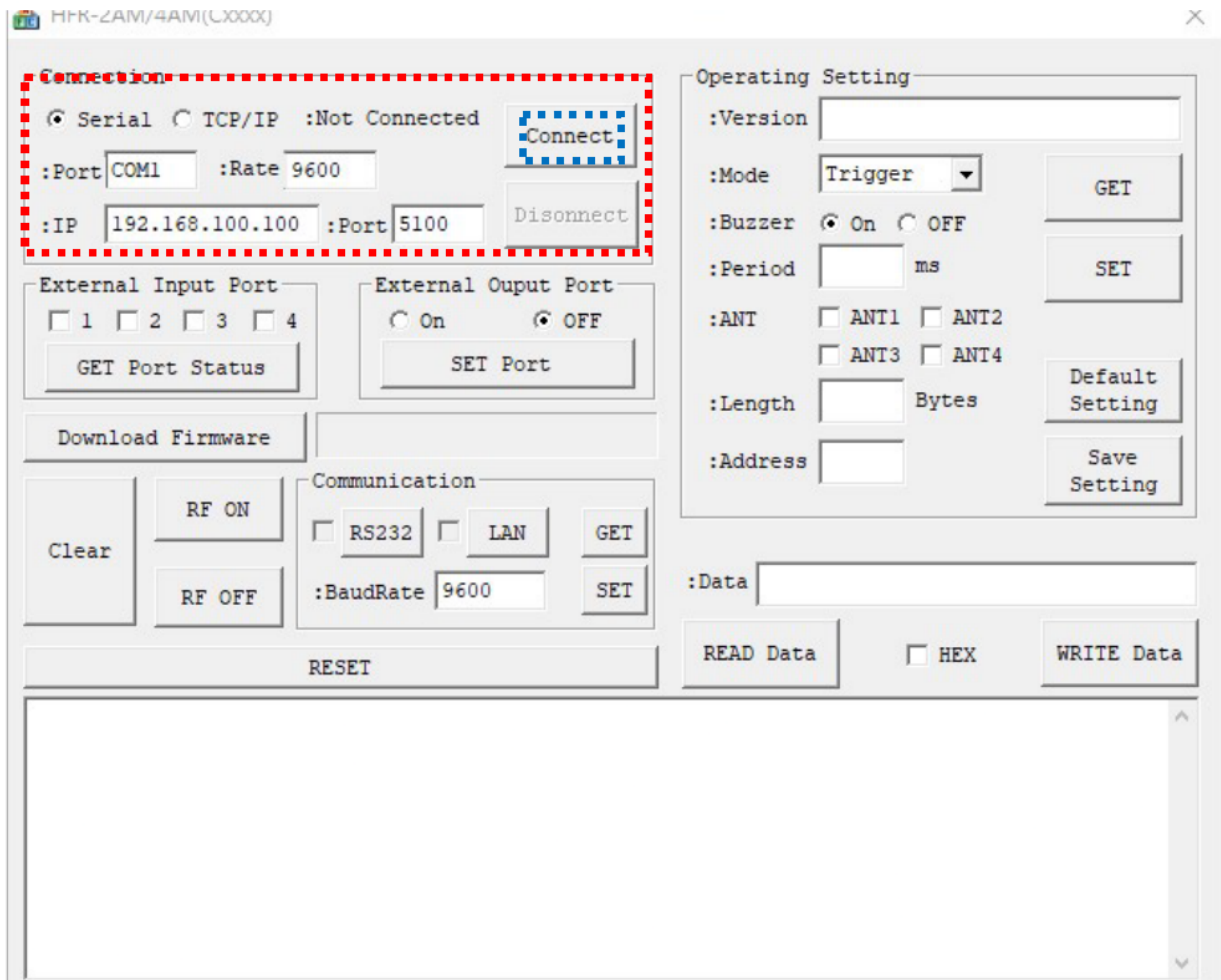 HFR-2AM/4AM(Cxxxx)
Connection
Serial TCP/IP :Not Connected
Connect
:Port COM1 :Rate 9600
:IP 192.168.100.100 :Port 5100
Disonnect
External Input Port
1 2 3 4
GET Port Status
External Ouput Port
On OFF
SET Port
Download Firmware
Clear
RF ON
RF OFF
Communication
RS232 LAN GET
:BaudRate 9600 SET
RESET
Operating Setting
:Version
:Mode Trigger
GET
:Buzzer On OFF
:Period ms
SET
:ANT ANT1 ANT2
ANT3 ANT4
:Length Bytes
Default
Setting
:Address
Save
Setting
:Data
READ Data HEX WRITE Data